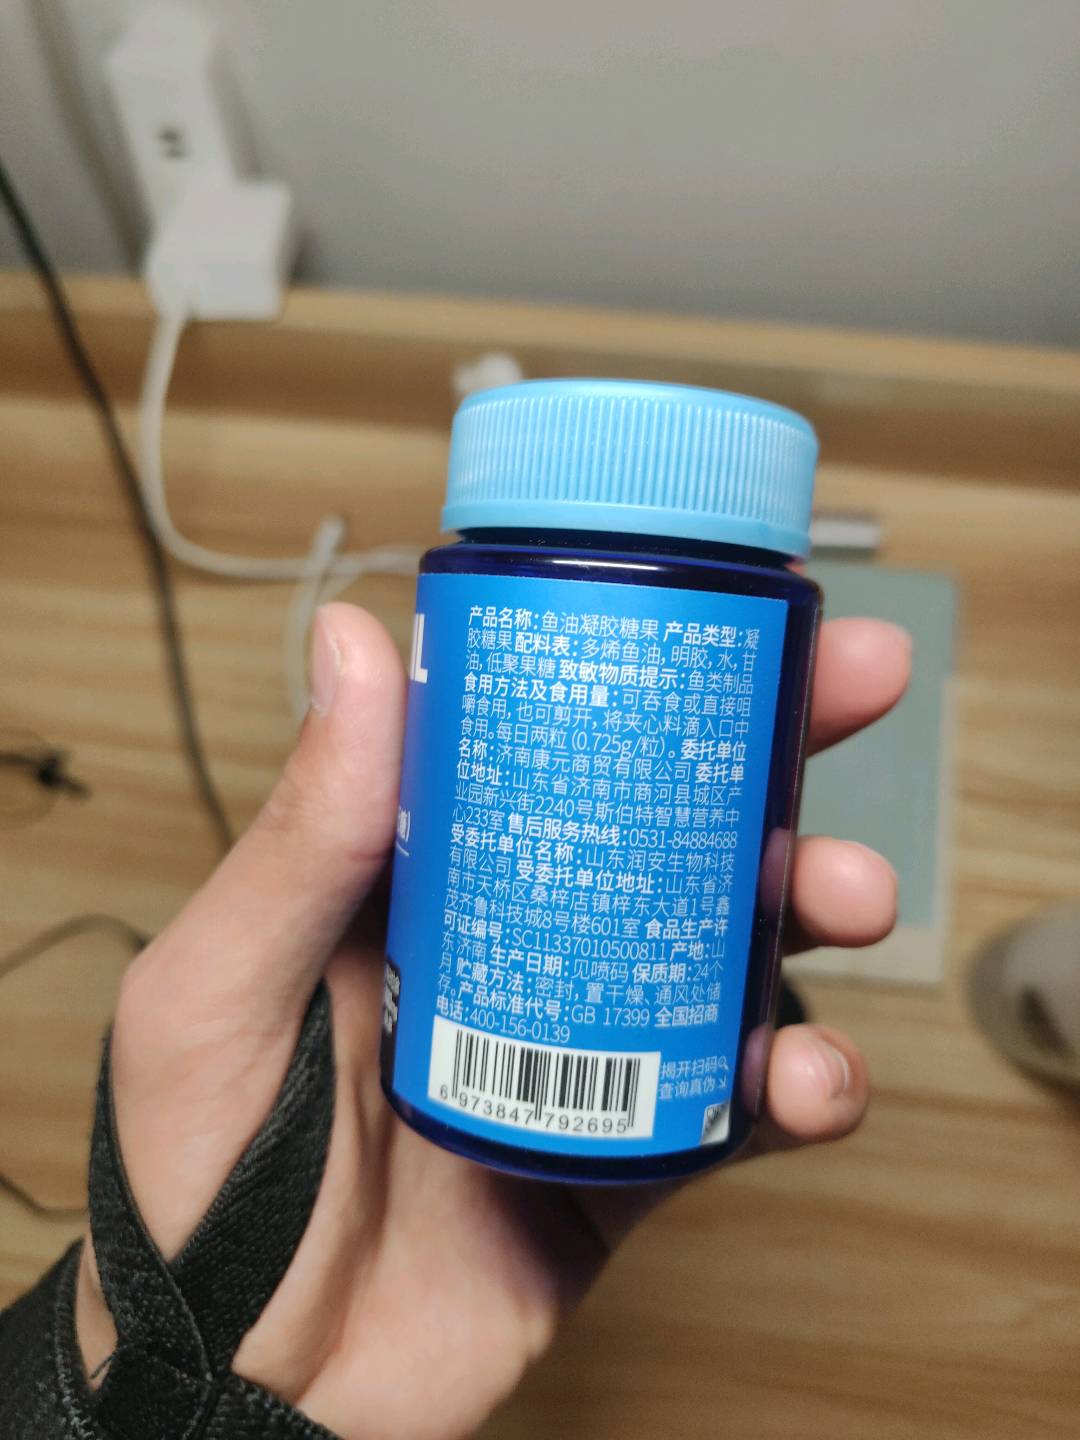 产品名称:鱼油凝胶糖果 产品类型:凝
胶糖果 配料表:多烯鱼油,明胶,水,甘
油,低聚果糖 致敏物质提示:鱼类制品
食用方法及食用量:可吞食或直接咀
嚼食用,也可剪开,将夹心料滴入口中
食用。每日两粒(0.725g/粒)。委托单位
名称:济南康元商贸有限公司 委托单
位地址:山东省济南市商河县城区产
业园新兴街2240号斯伯特智慧营养中
心233室 售后服务热线:0531-84884688
受委托单位名称:山东润安生物科技
有限公司 受委托单位地址:山东省济
南市天桥区桑梓店镇梓东大道1号鑫
茂齐鲁科技城8号楼601室 食品生产许
可证编号:SC11337010500811 产地:山
东济南 生产日期:见喷码 保质期:24个
月 贮藏方法:密封,置干燥、通风处储
存。产品标准代号:GB 17399 全国招商
电话:400-156-0139
揭开扫码
查询真伪
6 973847 792695